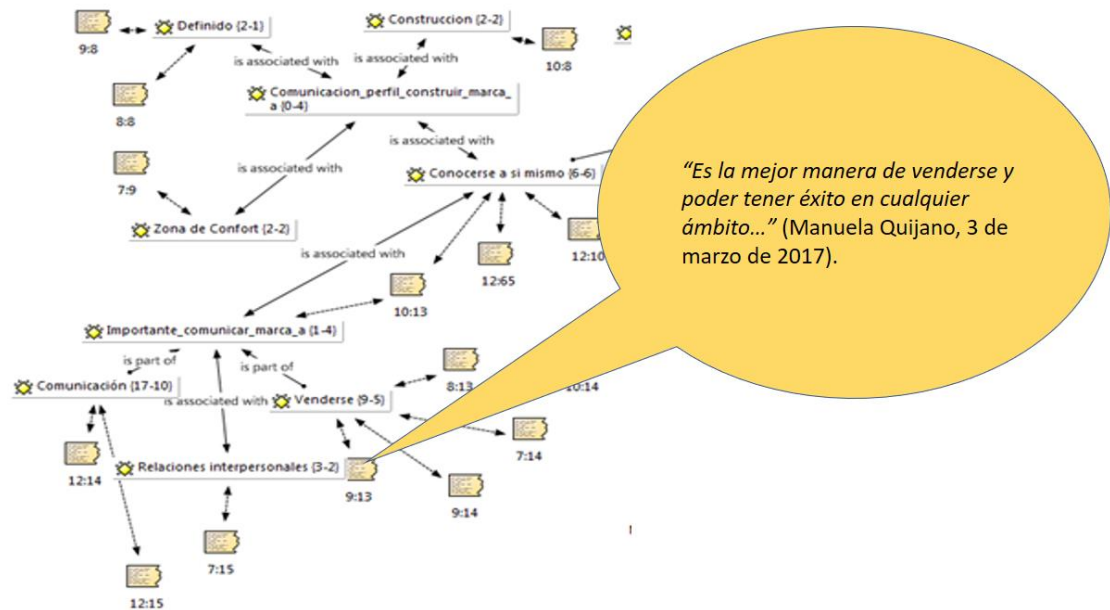 Definido {2-1}
Construccion {2-2}
9:8
10:8
is associated with
is associated with
8:8
Comunicacion_perfil_construir_marca_
a {0-4}
is associated with
is associated with
7:9
Conocerse a si mismo {6-6}
Zona de Confort {2-2}
is associated with
12:65
12:10
10:13
Importante_comunicar_marca_a {1-4}
is part of
is part of
Comunicación {17-10}
is associated with
Venderse {9-5}
8:13
10:14
7:14
12:14
Relaciones interpersonales {3-2}
9:13
9:14
7:15
12:15
“Es la mejor manera de venderse y
poder tener éxito en cualquier
ámbito…” (Manuela Quijano, 3 de
marzo de 2017).